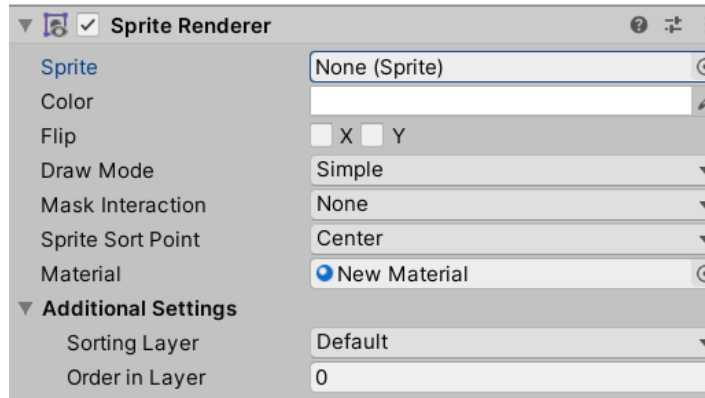 Sprite Renderer
Sprite None (Sprite)
Color
Flip X Y
Draw Mode Simple
Mask Interaction None
Sprite Sort Point Center
Material New Material
Additional Settings
Sorting Layer Default
Order in Layer 0